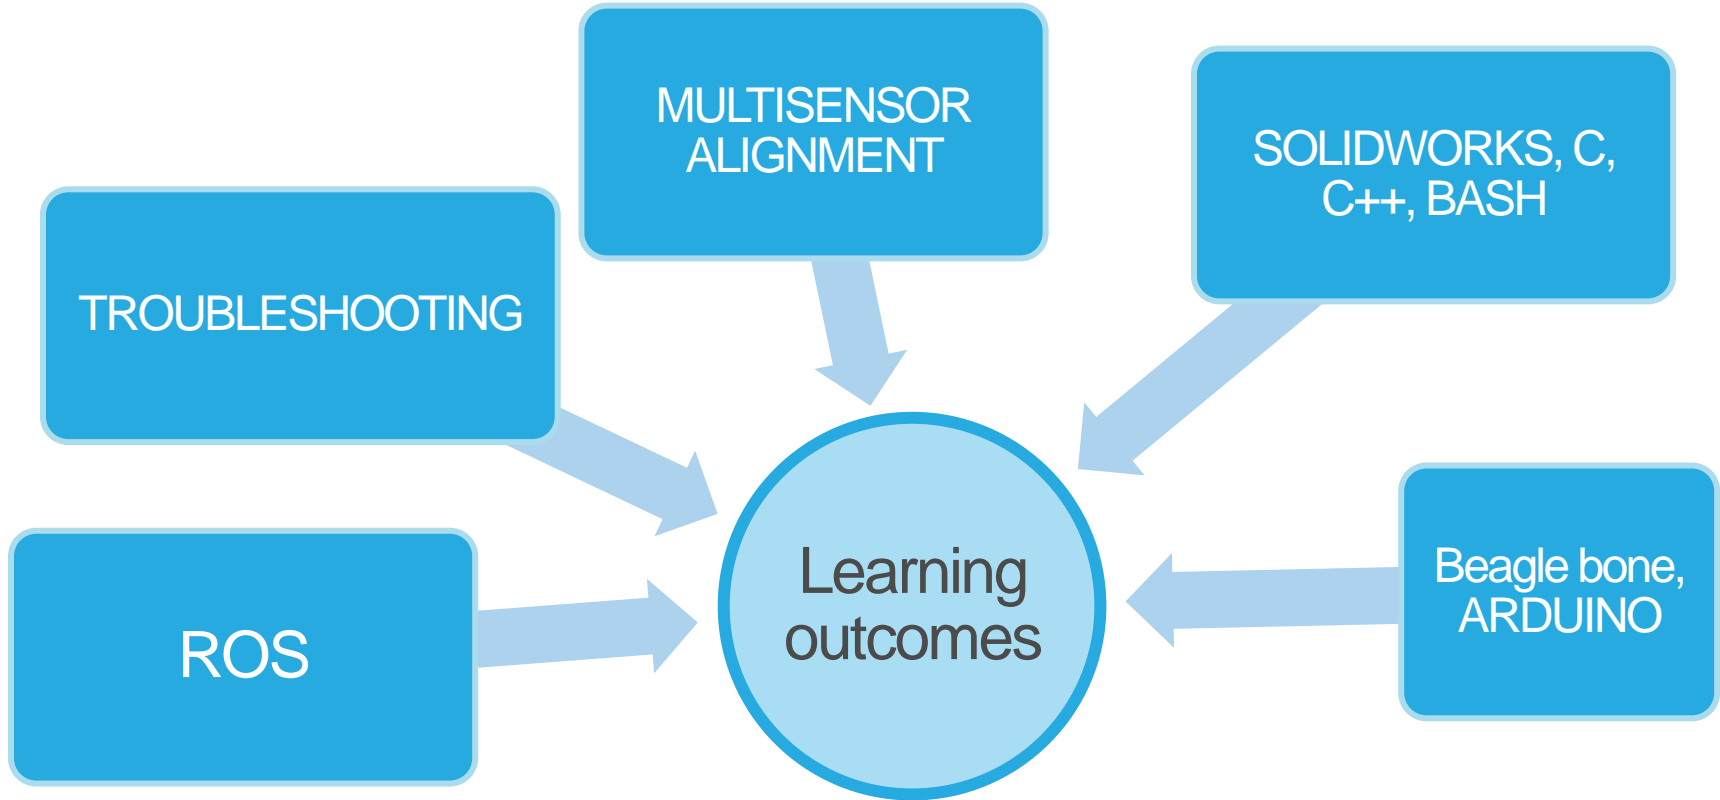 MULTISENSOR
ALIGNMENT
SOLIDWORKS, C,
C++, BASH
TROUBLESHOOTING
Beagle bone,
ARDUINO
ROS
Learning
outcomes